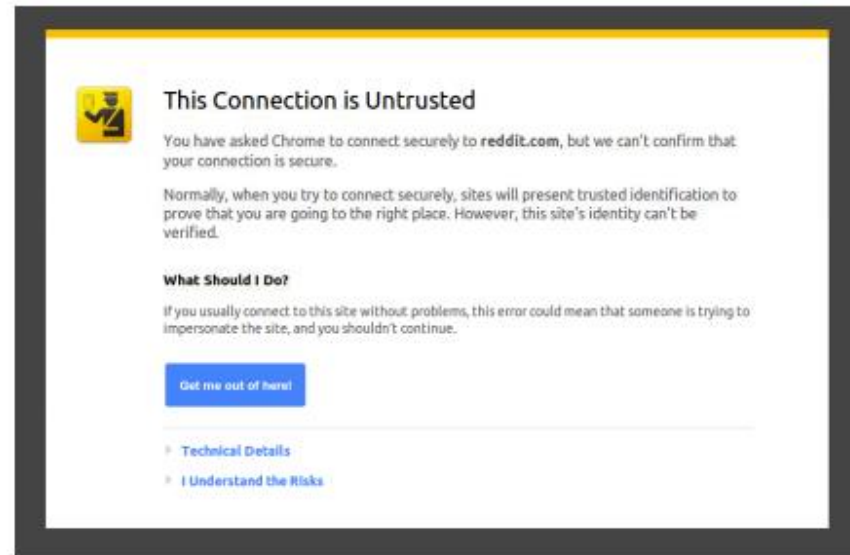 This Connection is Untrusted
You have asked Chrome to connect securely to reddit.com, but we can't confirm that
your connection is secure.
Normally, when you try to connect securely, sites will present trusted identification to
prove that you are going to the right place. However, this site's identity can't be
verified.
What Should I Do?
If you usually connect to this site without problems, this error could mean that someone is trying to
impersonate the site, and you shouldn't continue.
Get me out of here!
Technical Details
I Understand the Risks